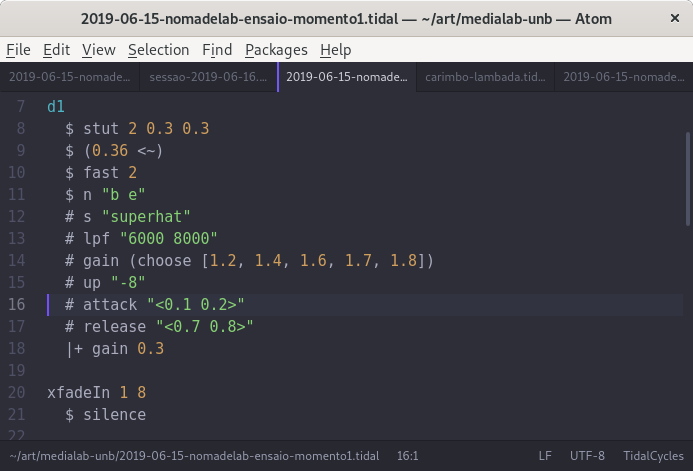 2019-06-15-nomadelab-ensaio-momento1.tidal — ~/art/medialab-unb — Atom ×
File Edit View Selection Find Packages Help
2019-06-15-nomade… sessao-2019-06-16.… 2019-06-15-nomade… carimbo-lambada.tid… 2019-06-15-nomade…
7 d1
8 $ stut 2 0.3 0.3
9 $ (0.36 <~)
10 $ fast 2
11 $ n "b e"
12 # s "superhat"
13 # lpf "6000 8000"
14 # gain (choose [1.2, 1.4, 1.6, 1.7, 1.8])
15 # up "-8"
16 # attack "<0.1 0.2>"
17 # release "<0.7 0.8>"
18 |+ gain 0.3
19
20 xfadeIn 1 8
21 $ silence
22
~/art/medialab-unb/2019-06-15-nomadelab-ensaio-momento1.tidal 16:1 LF UTF-8 TidalCycles